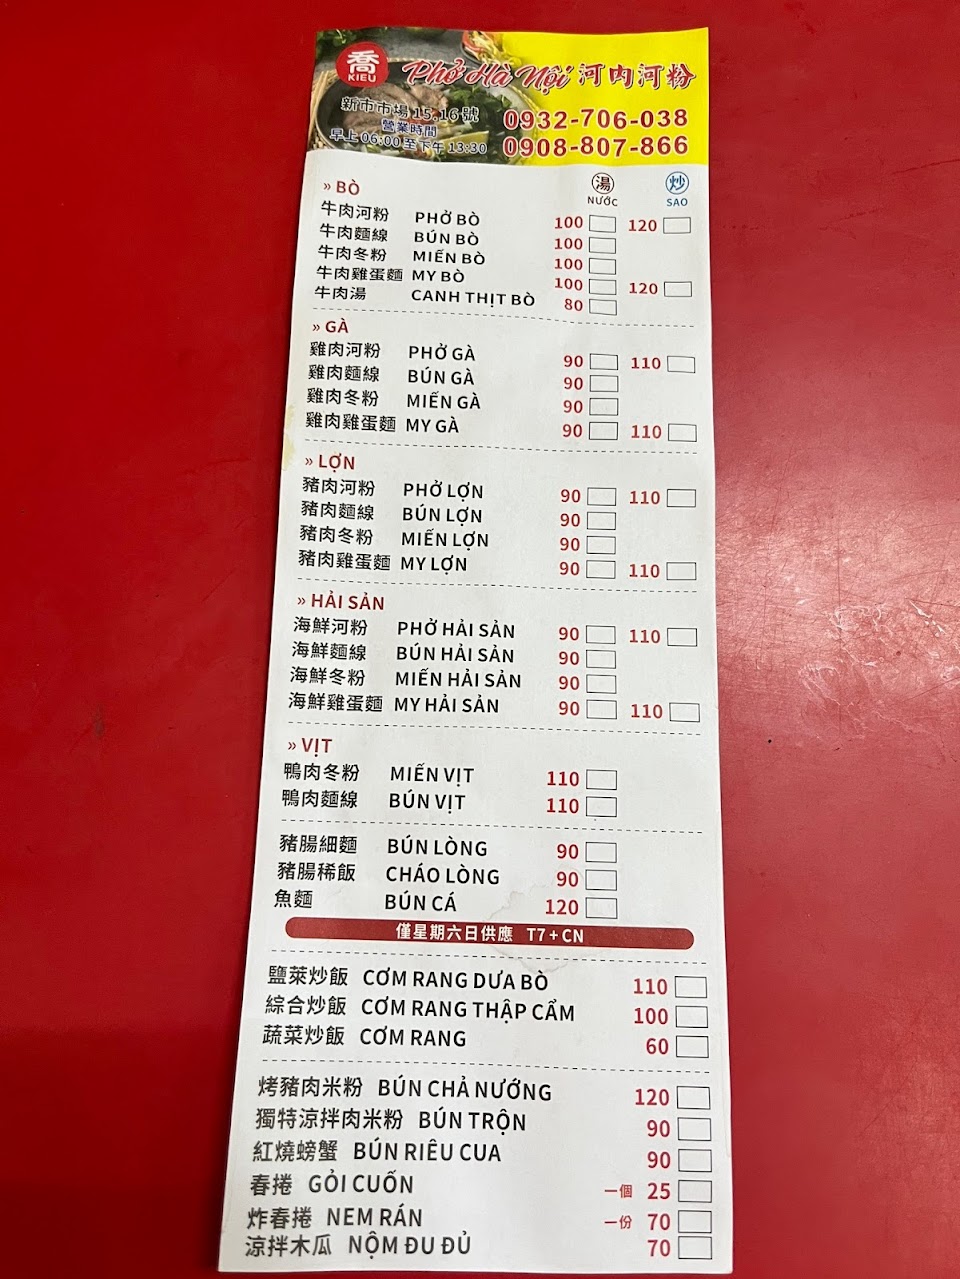 喬
KIEU
Phở Hà Nội 河內河粉
新市市場 15.16 號
營業時間
早上 06:00 至下午 13:30
0932-706-038
0908-807-866
» BÒ
湯 炒
NƯỚC SAO
牛肉河粉 PHỞ BÒ 100 120
牛肉麵線 BÚN BÒ 100
牛肉冬粉 MIẾN BÒ 100
牛肉雞蛋麵 MY BÒ 100 120
牛肉湯 CANH THỊT BÒ 80
» GÀ
雞肉河粉 PHỞ GÀ 90 110
雞肉麵線 BÚN GÀ 90
雞肉冬粉 MIẾN GÀ 90
雞肉雞蛋麵 MY GÀ 90 110
» LỢN
豬肉河粉 PHỞ LỢN 90 110
豬肉麵線 BÚN LỢN 90
豬肉冬粉 MIẾN LỢN 90
豬肉雞蛋麵 MY LỢN 90 110
» HẢI SẢN
海鮮河粉 PHỞ HẢI SẢN 90 110
海鮮麵線 BÚN HẢI SẢN 90
海鮮冬粉 MIẾN HẢI SẢN 90
海鮮雞蛋麵 MY HẢI SẢN 90 110
» VỊT
鴨肉冬粉 MIẾN VỊT 110
鴨肉麵線 BÚN VỊT 110
豬腸細麵 BÚN LÒNG 90
豬腸稀飯 CHÁO LÒNG 90
魚麵 BÚN CÁ 120
僅星期六日供應 T7 + CN
鹽萊炒飯 CƠM RANG DƯA BÒ 110
綜合炒飯 CƠM RANG THẬP CẨM 100
蔬菜炒飯 CƠM RANG 60
烤豬肉米粉 BÚN CHẢ NƯỚNG 120
獨特涼拌肉米粉 BÚN TRỘN 90
紅燒螃蟹 BÚN RIÊU CUA 90
春捲 GỎI CUỐN 一個 25
炸春捲 NEM RÁN 一份 70
涼拌木瓜 NỘM ĐU ĐỦ 70